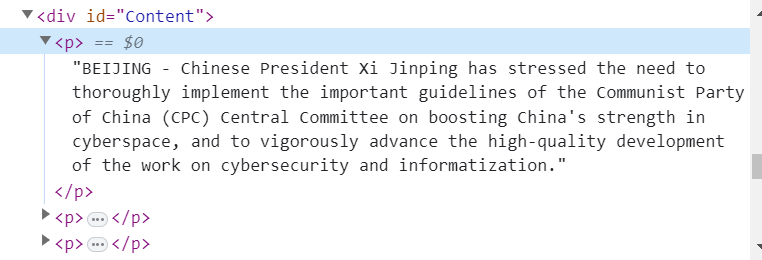 <div id="Content">
<p> == $0
"BEIJING - Chinese President Xi Jinping has stressed the need to
thoroughly implement the important guidelines of the Communist Party
of China (CPC) Central Committee on boosting China's strength in
cyberspace, and to vigorously advance the high-quality development
of the work on cybersecurity and informatization."
</p>
<p>…</p>
<p>…</p>